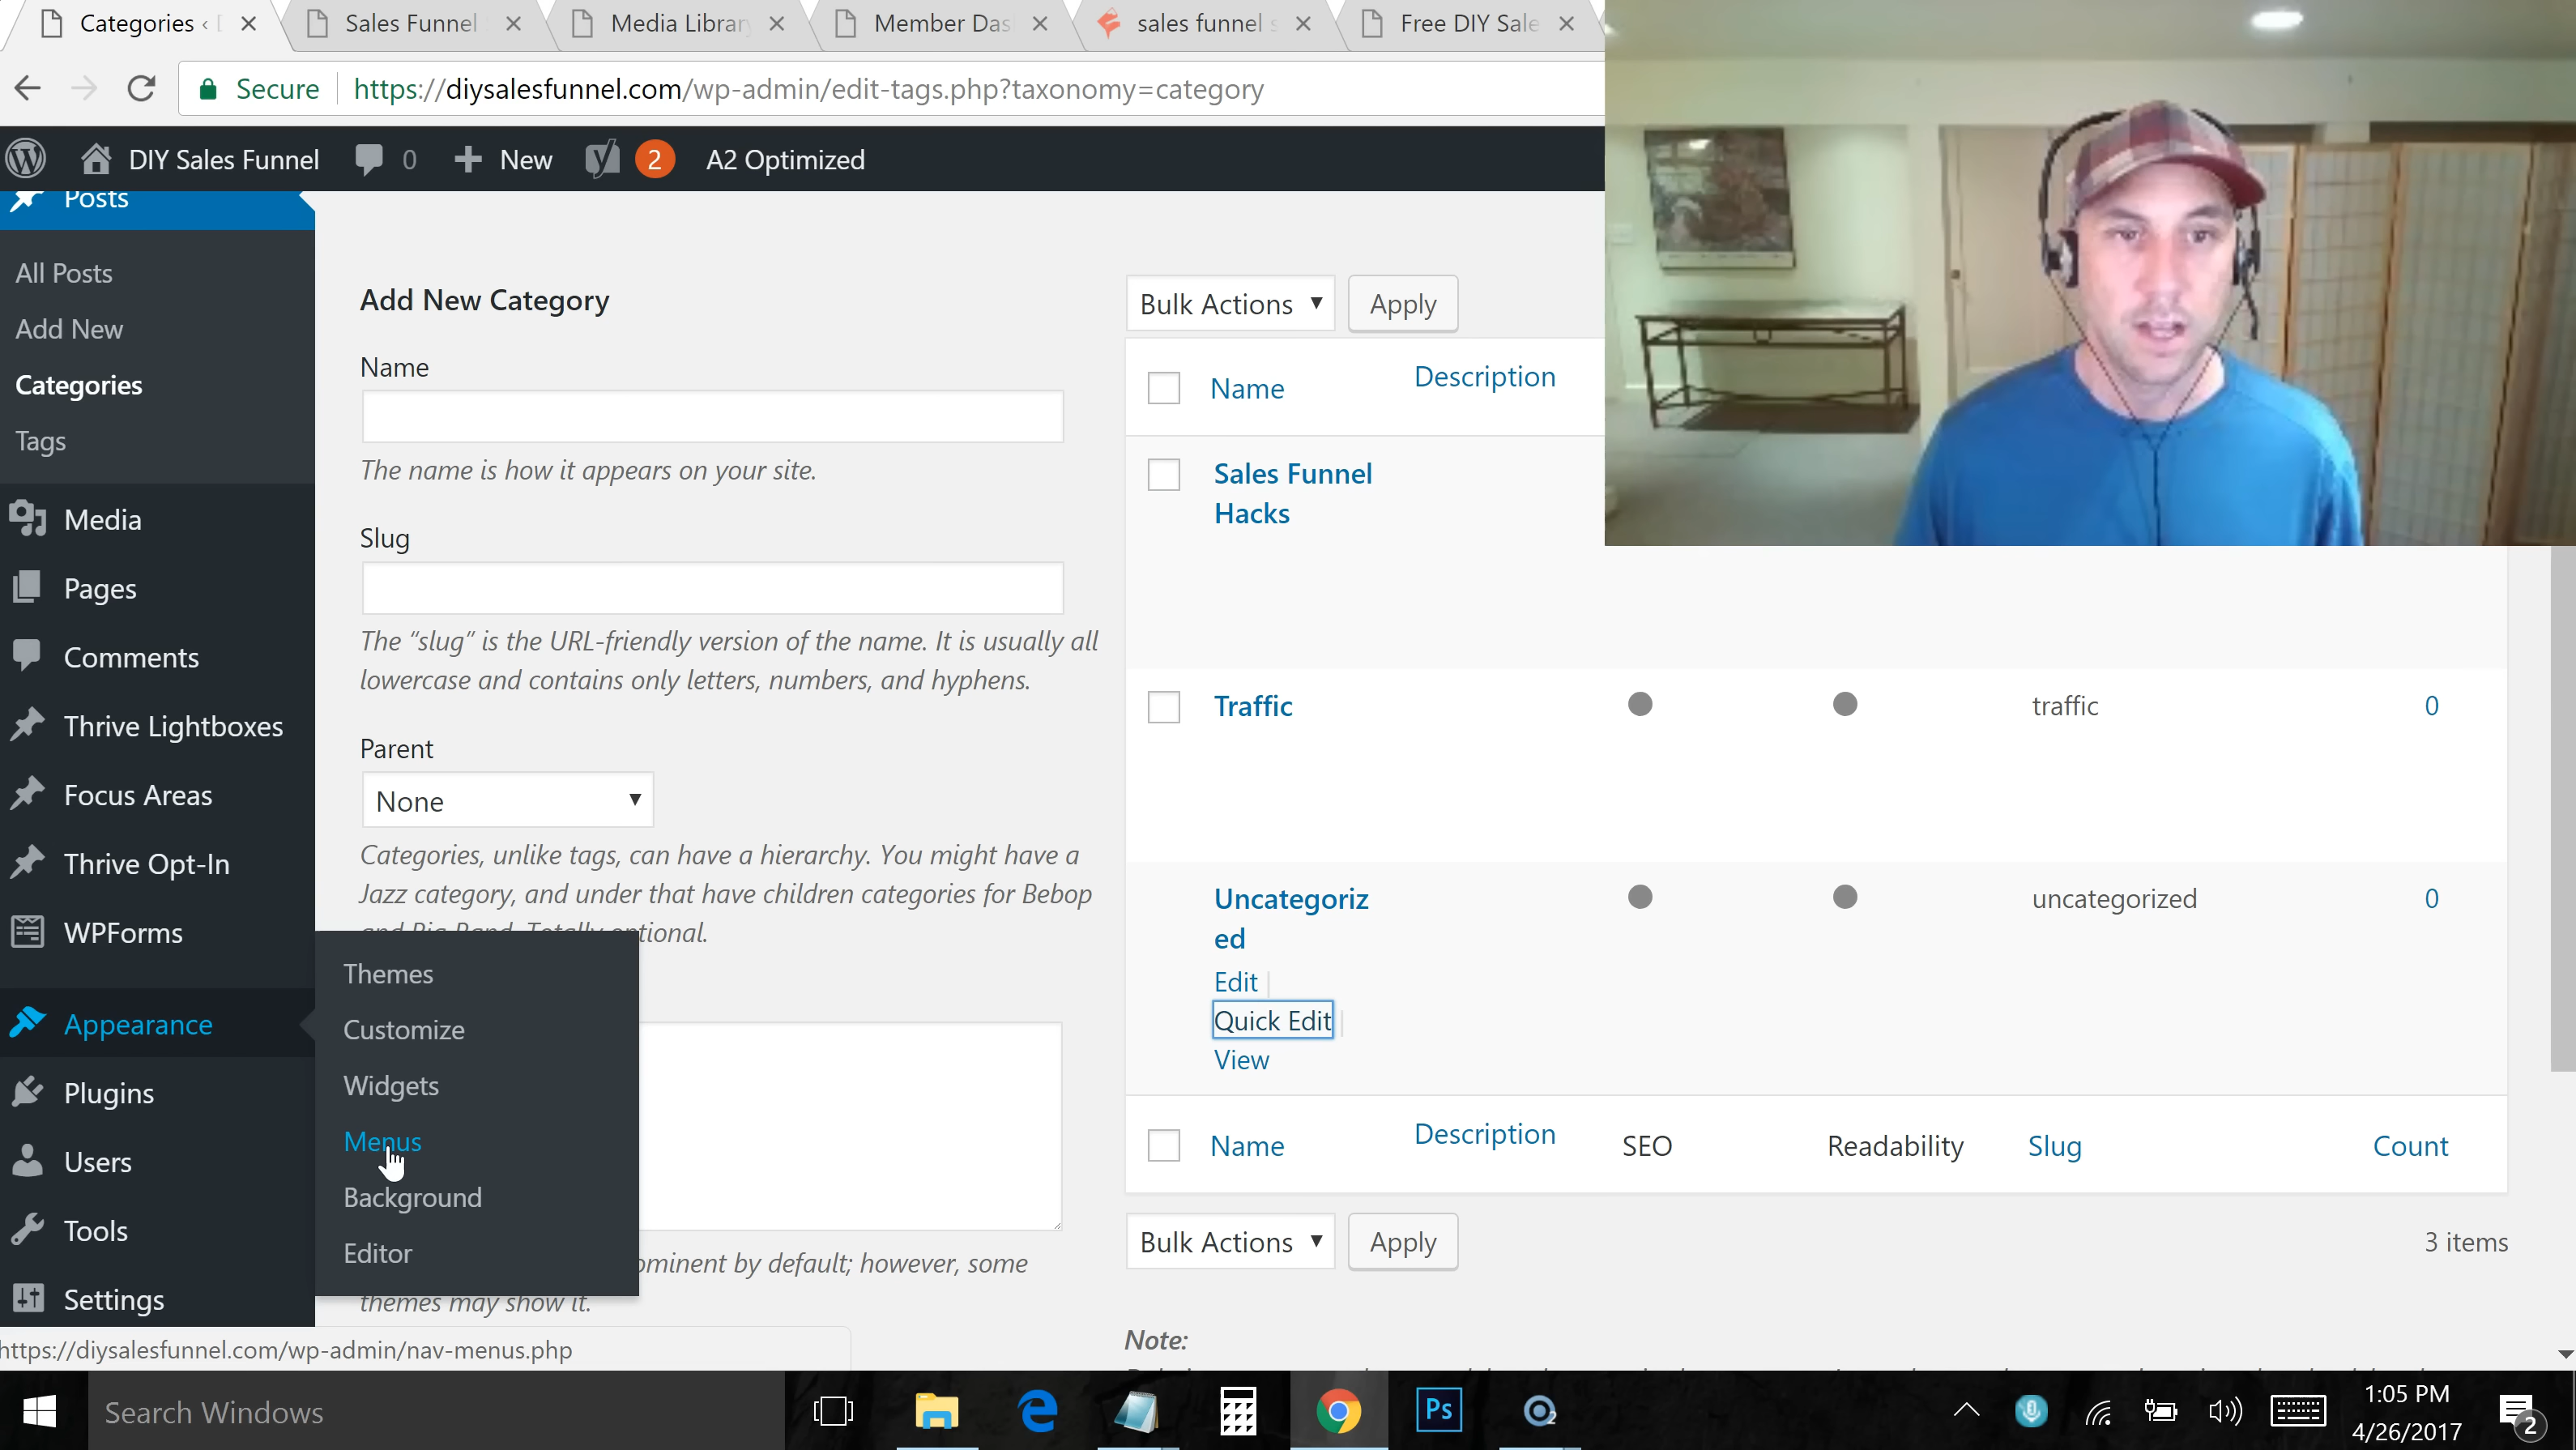 Categories ‹
Sales Funnel
Media Library
Member Das
sales funnel s
Free DIY Sale
Secure
https://diysalesfunnel.com/wp-admin/edit-tags.php?taxonomy=category
DIY Sales Funnel
0
New
2
A2 Optimized
Posts
All Posts
Add New
Categories
Tags
Media
Pages
Comments
Thrive Lightboxes
Focus Areas
Thrive Opt-In
WPForms
Appearance
Plugins
Users
Tools
Settings
Themes
Customize
Widgets
Menus
Background
Editor
Add New Category
Name
The name is how it appears on your site.
Slug
The “slug” is the URL-friendly version of the name. It is usually all
lowercase and contains only letters, numbers, and hyphens.
Parent
None
Categories, unlike tags, can have a hierarchy. You might have a
Jazz category, and under that have children categories for Bebop
and Big Band. Totally optional.
ominent by default; however, some
themes may show it.
Bulk Actions
Apply
Name
Description
Sales Funnel
Hacks
Traffic
traffic
0
Uncategoriz
ed
uncategorized
0
Edit |
Quick Edit |
View
Name
Description
SEO
Readability
Slug
Count
Bulk Actions
Apply
3 items
Note:
https://diysalesfunnel.com/wp-admin/nav-menus.php
Search Windows
Ps
1:05 PM
4/26/2017
2